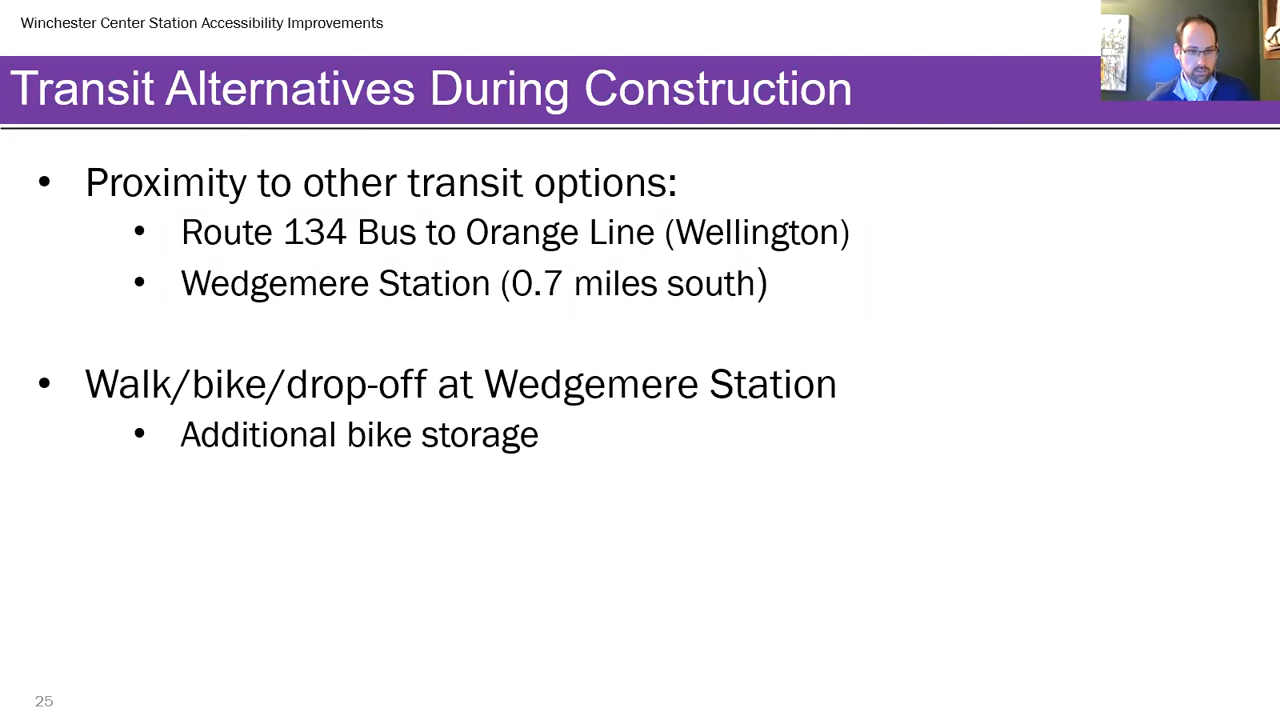 Winchester Center Station Accessibility Improvements
Transit Alternatives During Construction
• Proximity to other transit options:
• Route 134 Bus to Orange Line (Wellington)
• Wedgemere Station (0.7 miles south)
• Walk/bike/drop-off at Wedgemere Station
• Additional bike storage
25